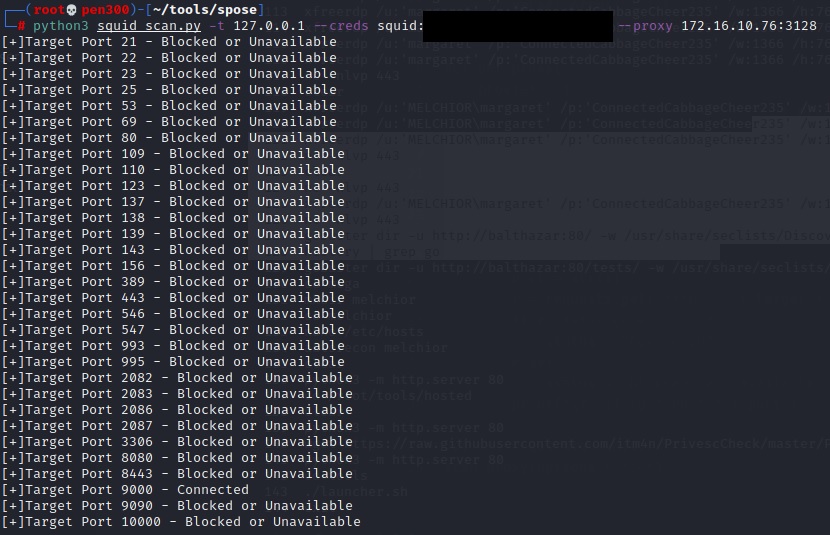 (root💀pen300)-[~/tools/spose]
# python3 squid_scan.py -t 127.0.0.1 --creds squid: --proxy 172.16.10.76:3128
[+]Target Port 21 - Blocked or Unavailable
[+]Target Port 22 - Blocked or Unavailable
[+]Target Port 23 - Blocked or Unavailable
[+]Target Port 25 - Blocked or Unavailable
[+]Target Port 53 - Blocked or Unavailable
[+]Target Port 69 - Blocked or Unavailable
[+]Target Port 80 - Blocked or Unavailable
[+]Target Port 109 - Blocked or Unavailable
[+]Target Port 110 - Blocked or Unavailable
[+]Target Port 123 - Blocked or Unavailable
[+]Target Port 137 - Blocked or Unavailable
[+]Target Port 138 - Blocked or Unavailable
[+]Target Port 139 - Blocked or Unavailable
[+]Target Port 143 - Blocked or Unavailable
[+]Target Port 156 - Blocked or Unavailable
[+]Target Port 389 - Blocked or Unavailable
[+]Target Port 443 - Blocked or Unavailable
[+]Target Port 546 - Blocked or Unavailable
[+]Target Port 547 - Blocked or Unavailable
[+]Target Port 993 - Blocked or Unavailable
[+]Target Port 995 - Blocked or Unavailable
[+]Target Port 2082 - Blocked or Unavailable
[+]Target Port 2083 - Blocked or Unavailable
[+]Target Port 2086 - Blocked or Unavailable
[+]Target Port 2087 - Blocked or Unavailable
[+]Target Port 3306 - Blocked or Unavailable
[+]Target Port 8080 - Blocked or Unavailable
[+]Target Port 8443 - Blocked or Unavailable
[+]Target Port 9000 - Connected
[+]Target Port 9090 - Blocked or Unavailable
[+]Target Port 10000 - Blocked or Unavailable